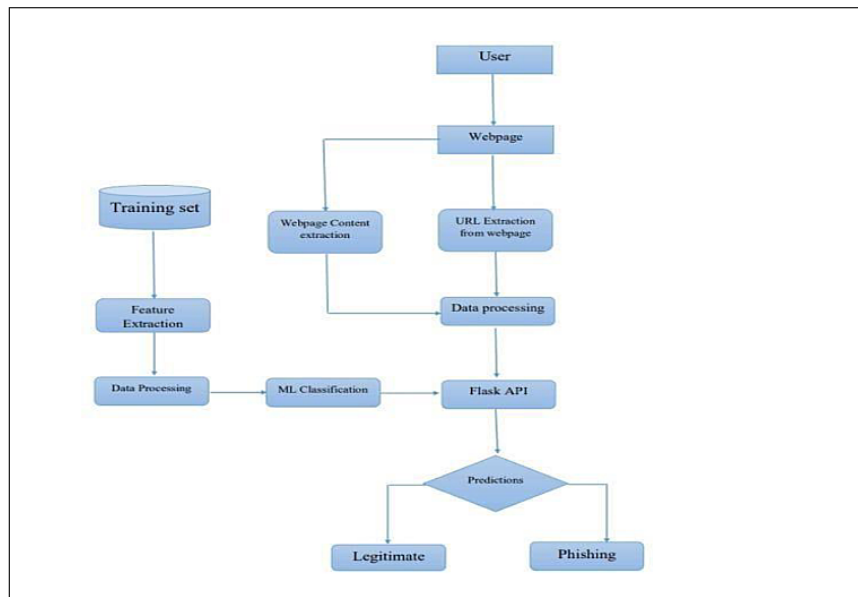 User
Webpage
Training set
Webpage Content
extraction
URL Extraction
from webpage
Feature
Extraction
Data processing
Data Processing
ML Classification
Flask API
Predictions
Legitimate
Phishing